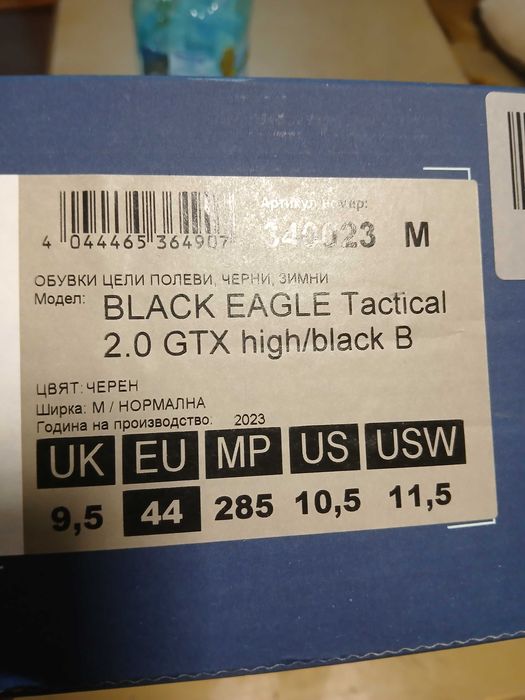 Артикул номер:
4 044465 364907
340023 M
ОБУВКИ ЦЕЛИ ПОЛЕВИ, ЧЕРНИ, ЗИМНИ
Модел: BLACK EAGLE Tactical
2.0 GTX high/black B
ЦВЯТ: ЧЕРЕН
Ширка: М / НОРМАЛНА
Година на производство: 2023
UK EU MP US USW
9,5 44 285 10,5 11,5